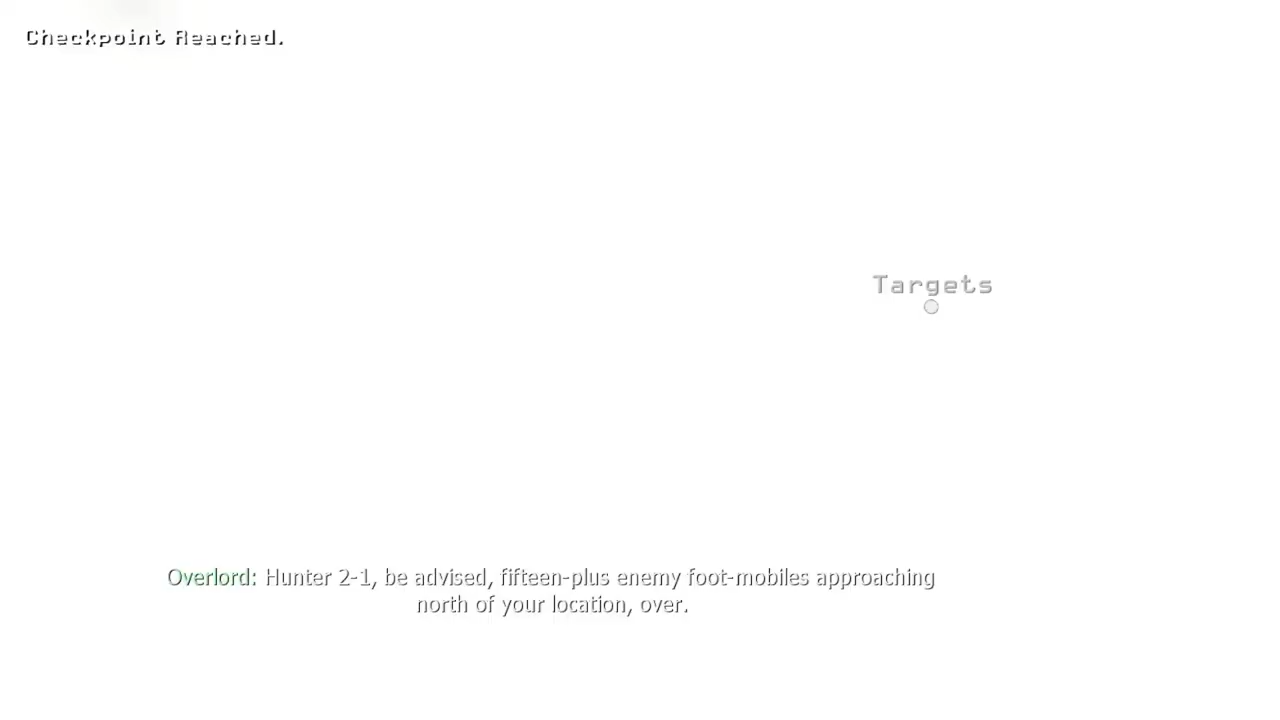 Checkpoint Reached.
Targets
Overlord: Hunter 2-1, be advised, fifteen-plus enemy foot-mobiles approaching
north of your location, over.